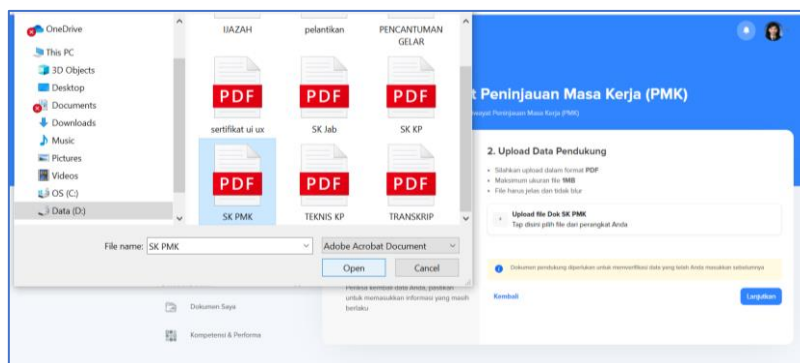 OneDrive
This PC
3D Objects
Desktop
Documents
Downloads
Music
Pictures
Videos
OS (C:)
Data (D:)
IJAZAH
pelantikan
PENCANTUMAN
GELAR
PDF
PDF
PDF
sertifikat ui ux
SK Jab
SK KP
PDF
PDF
PDF
SK PMK
TEKNIS KP
TRANSKRIP
File name:
SK PMK
Adobe Acrobat Document
Open
Cancel
Peninjauan Masa Kerja (PMK)
Peninjauan Masa Kerja (PMK)
2. Upload Data Pendukung
Silahkan upload dalam format PDF
Maksimum ukuran file 1MB
File harus jelas dan tidak blur
Upload file Dok SK PMK
Tap disini pilih file dari perangkat Anda
Dokumen pendukung diperlukan untuk memverifikasi data yang telah Anda masukkan sebelumnya
Kembali
Lanjutkan
Periksa kembali data Anda, pastikan
untuk memasukkan informasi yang masih
berlaku
Dokumen Saya
Kompetensi & Performa